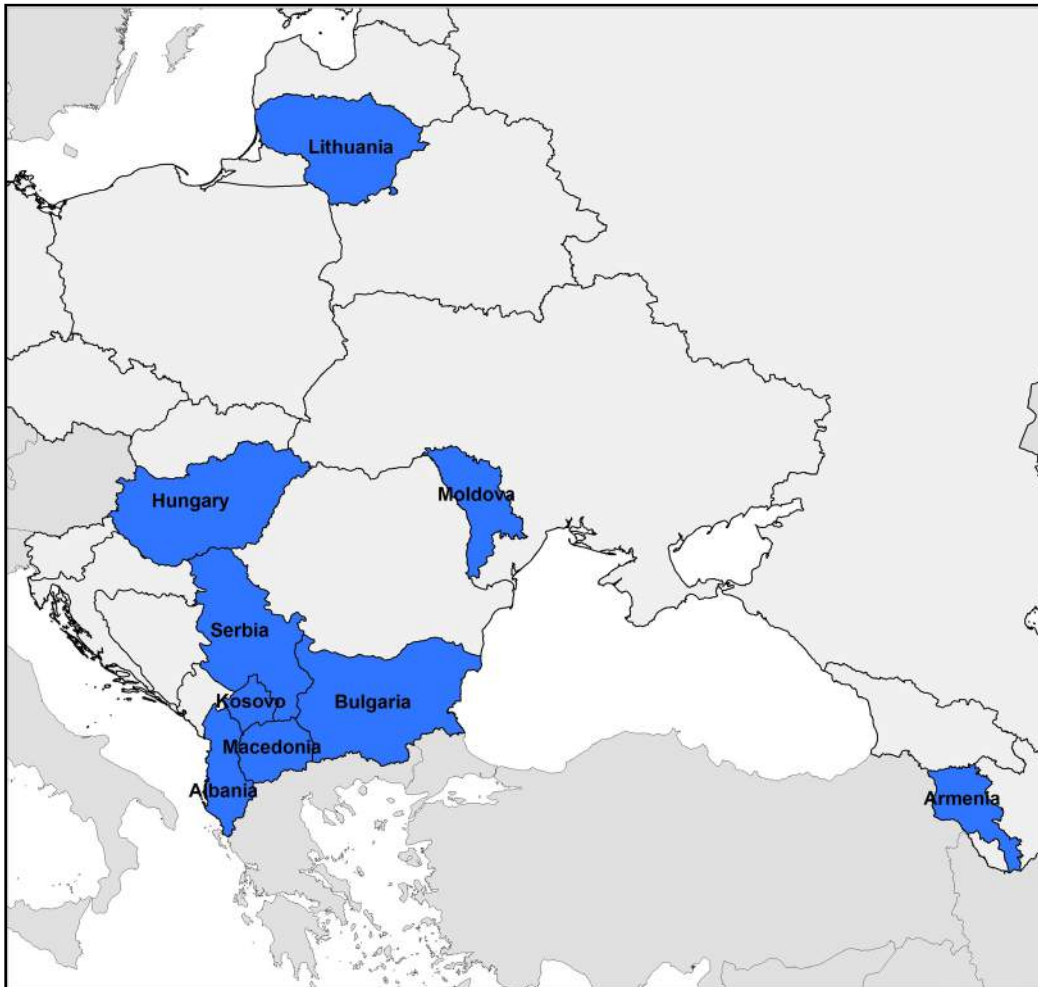 Lithuania
Hungary
Moldova
Serbia
Kosovo
Bulgaria
Macedonia
Albania
Armenia